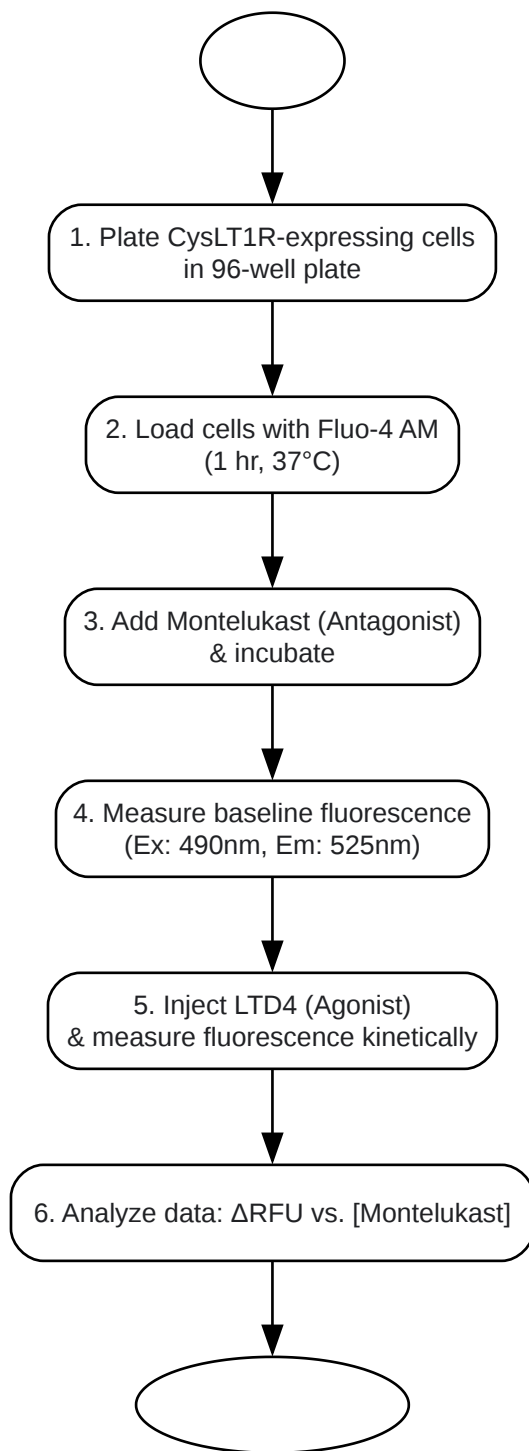 1. Plate CysLT1R-expressing cells
in 96-well plate
2. Load cells with Fluo-4 AM
(1 hr, 37°C)
3. Add Montelukast (Antagonist)
& incubate
4. Measure baseline fluorescence
(Ex: 490nm, Em: 525nm)
5. Inject LTD4 (Agonist)
& measure fluorescence kinetically
6. Analyze data: ΔRFU vs. [Montelukast]